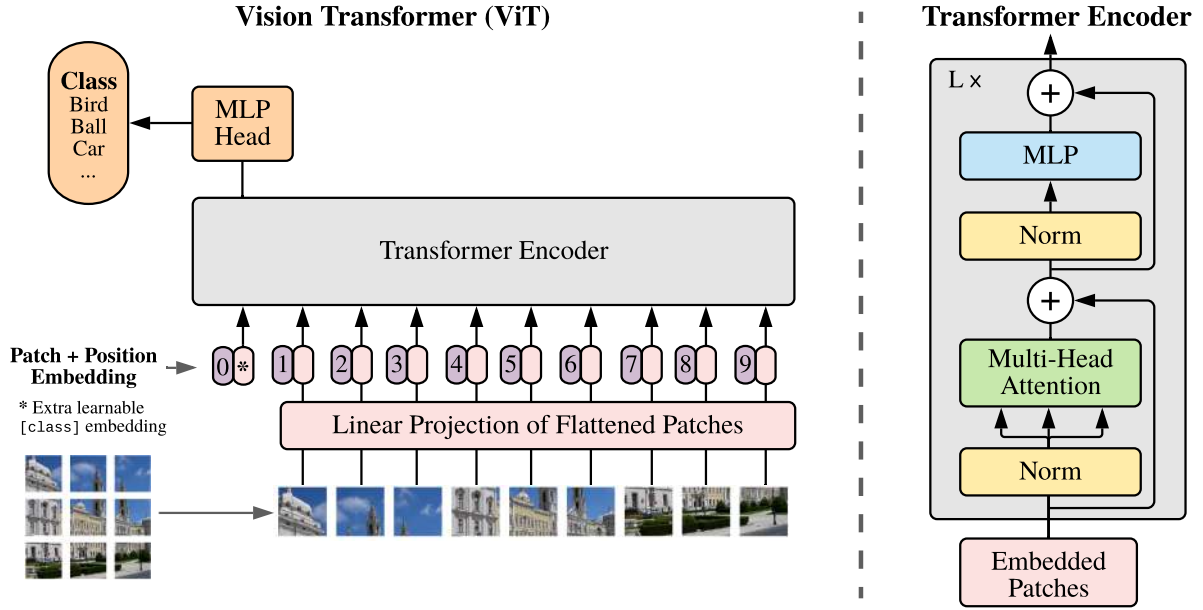 Vision Transformer (ViT)
Class
Bird
Ball
Car
...
MLP
Head
Transformer Encoder
Patch + Position
Embedding
0 * 1 2 3 4 5 6 7 8 9
* Extra learnable
[class] embedding
Linear Projection of Flattened Patches
Transformer Encoder
L ×
+
MLP
Norm
+
Multi-Head
Attention
Norm
Embedded
Patches